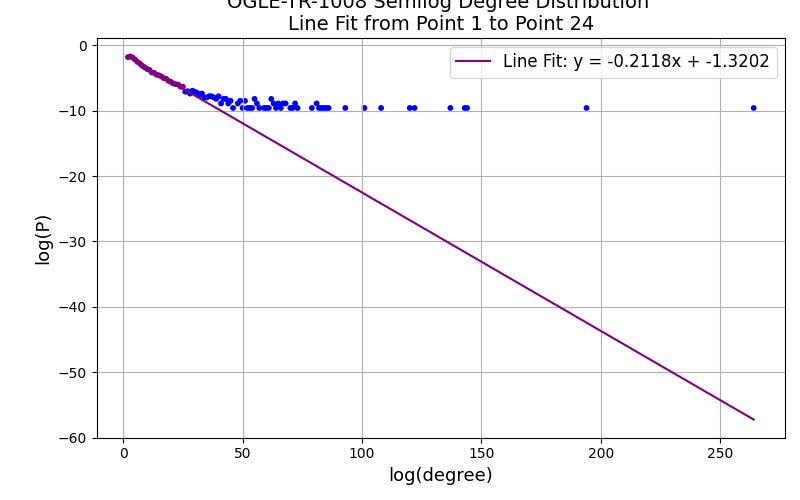 OGLE-TR-1008 Semilog Degree Distribution
Line Fit from Point 1 to Point 24
Line Fit: y = -0.2118x + -1.3202
0
−10
−20
−30
−40
−50
−60
log(P)
0
50
100
150
200
250
log(degree)